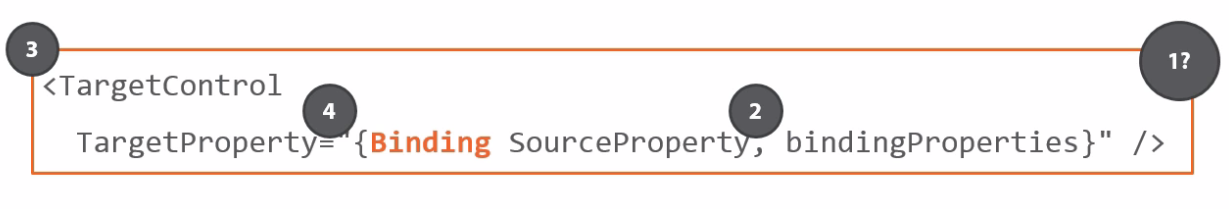 3
1?
<TargetControl
4
2
TargetProperty="{Binding SourceProperty, bindingProperties}" />